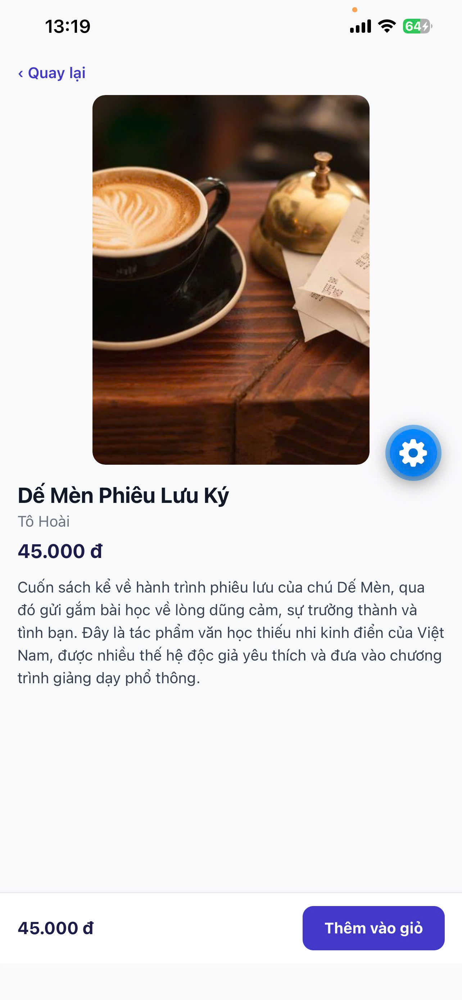 13:19
64
‹ Quay lại
Dế Mèn Phiêu Lưu Ký
Tô Hoài
45.000 đ
Cuốn sách kể về hành trình phiêu lưu của chú Dế Mèn, qua
đó gửi gắm bài học về lòng dũng cảm, sự trưởng thành và
tình bạn. Đây là tác phẩm văn học thiếu nhi kinh điển của Việt
Nam, được nhiều thế hệ độc giả yêu thích và đưa vào chương
trình giảng dạy phổ thông.
45.000 đ
Thêm vào giỏ